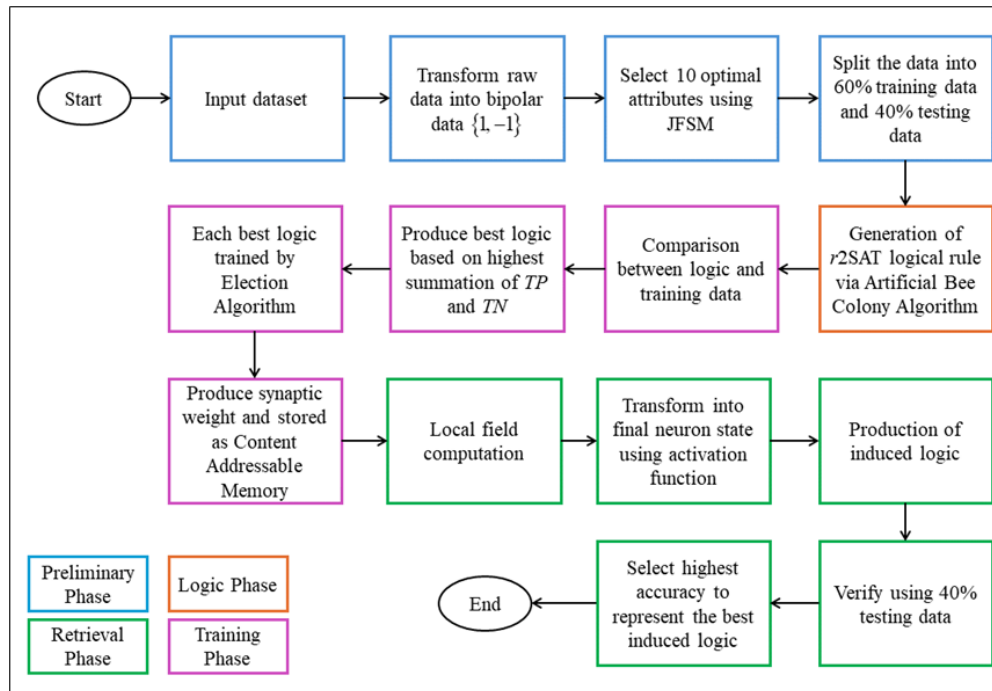 Start
Input dataset
Transform raw
data into bipolar
data {1, −1}
Select 10 optimal
attributes using
JFSM
Split the data into
60% training data
and 40% testing
data
Each best logic
trained by
Election
Algorithm
Produce best logic
based on highest
summation of TP
and TN
Comparison
between logic and
training data
Generation of
r2SAT logical rule
via Artificial Bee
Colony Algorithm
Produce synaptic
weight and stored
as Content
Addressable
Memory
Local field
computation
Transform into
final neuron state
using activation
function
Production of
induced logic
Preliminary
Phase
Logic Phase
Retrieval
Phase
Training
Phase
End
Select highest
accuracy to
represent the best
induced logic
Verify using 40%
testing data